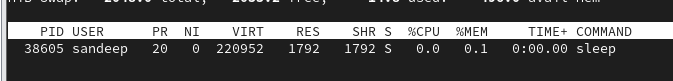 PID USER PR NI VIRT RES SHR S %CPU %MEM TIME+ COMMAND
38605 sandeep 20 0 220952 1792 1792 S 0.0 0.1 0:00.00 sleep